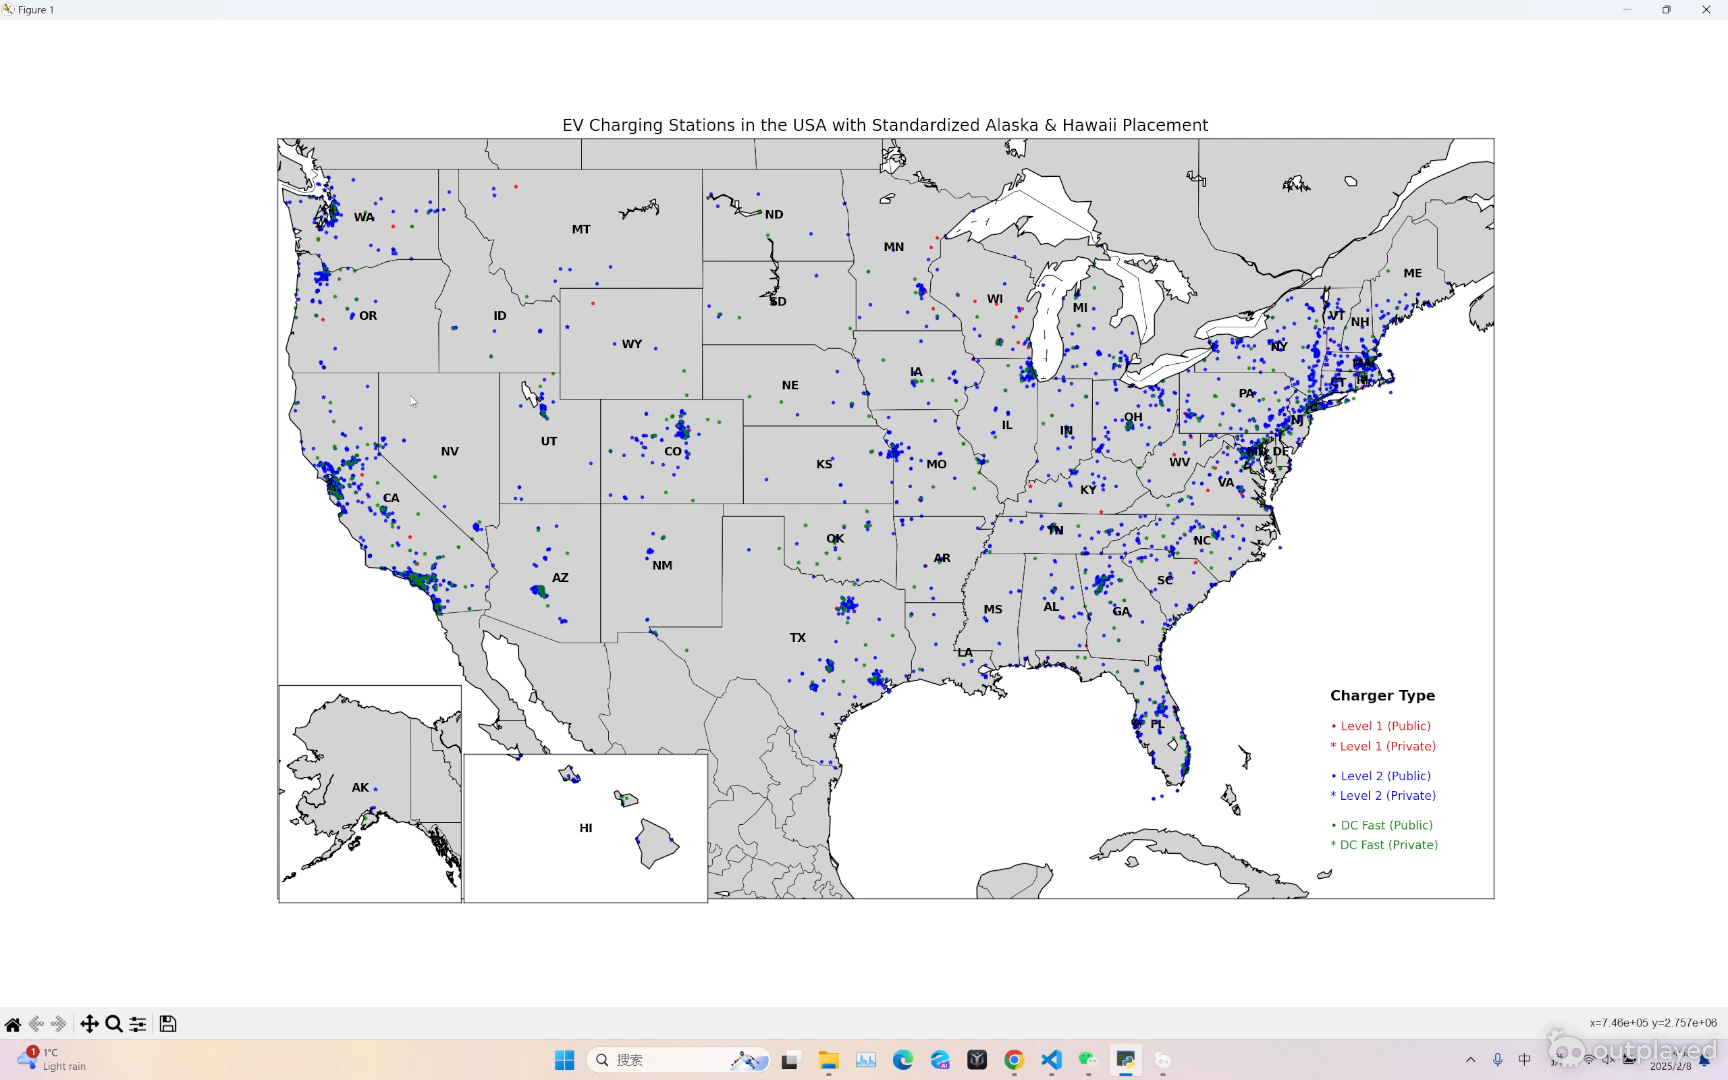 Figure 1
EV Charging Stations in the USA with Standardized Alaska & Hawaii Placement
WA
MT
ND
MN
ME
OR
ID
SD
WI
MI
VT
NH
WY
NY
IA
NE
MA
CT
RI
PA
NV
UT
CO
KS
MO
IL
IN
OH
NJ
MD
DE
WV
VA
CA
KY
AZ
NM
OK
AR
TN
NC
SC
TX
LA
MS
AL
GA
FL
AK
HI
Charger Type
• Level 1 (Public)
* Level 1 (Private)
• Level 2 (Public)
* Level 2 (Private)
• DC Fast (Public)
* DC Fast (Private)
x=7.46e+05 y=2.757e+06
1
1°C
Light rain
搜索
中
2025/2/8
outplayed